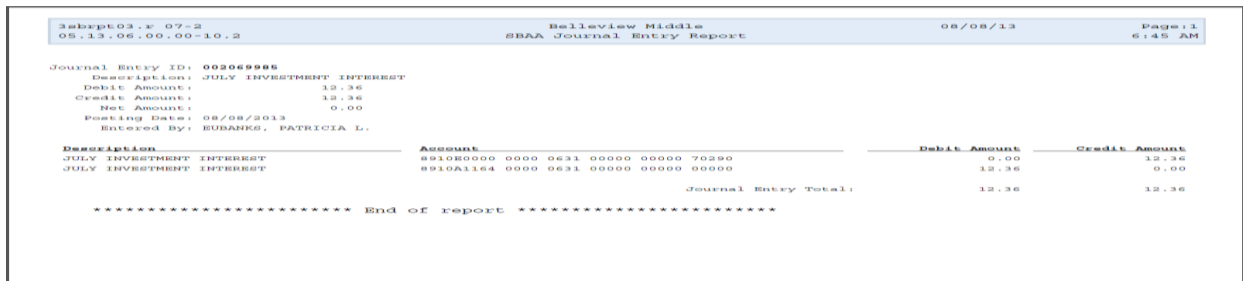 3sbrpt03.r 07-2 Belleview Middle 08/08/13 Page:1
05.13.06.00.00-10.2 SBAA Journal Entry Report 6:45 AM
Journal Entry ID: 002069985
Description: JULY INVESTMENT INTEREST
Debit Amount: 12.36
Credit Amount: 12.36
Net Amount: 0.00
Posting Date: 08/08/2013
Entered By: EUBANKS, PATRICIA L.
Description Account Debit Amount Credit Amount
JULY INVESTMENT INTEREST 8910E0000 0000 0631 00000 00000 70290 0.00 12.36
JULY INVESTMENT INTEREST 8910A1164 0000 0631 00000 00000 00000 12.36 0.00
Journal Entry Total: 12.36 12.36
************************ End of report ************************